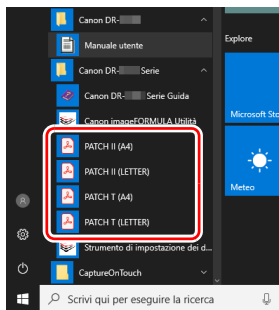 Canon DR-
Explore
Manuale utente
Canon DR- Serie
Canon DR- Serie Guida
Canon imageFORMULA Utilità
Microsoft Sto
PATCH II (A4)
PATCH II (LETTER)
PATCH T (A4)
Meteo
PATCH T (LETTER)
Strumento di impostazione dei d...
CaptureOnTouch
Scrivi qui per eseguire la ricerca